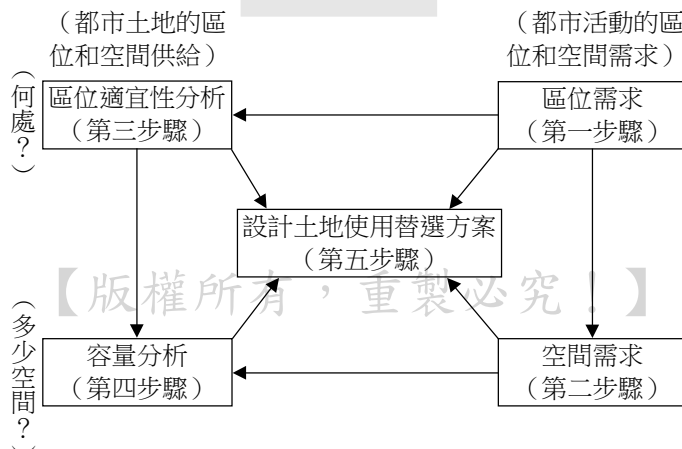 （都市土地的區
位和空間供給）
（都市活動的區
位和空間需求）
（何處？）
區位適宜性分析
（第三步驟）
區位需求
（第一步驟）
設計土地使用替選方案
（第五步驟）
【版權所有，重製必究！】
（多少空間？）
容量分析
（第四步驟）
空間需求
（第二步驟）